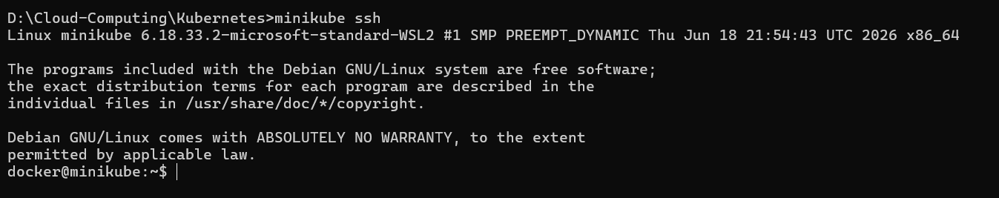 D:\Cloud-Computing\Kubernetes>minikube ssh
Linux minikube 6.18.33.2-microsoft-standard-WSL2 #1 SMP PREEMPT_DYNAMIC Thu Jun 18 21:54:43 UTC 2026 x86_64
The programs included with the Debian GNU/Linux system are free software;
the exact distribution terms for each program are described in the
individual files in /usr/share/doc/*/copyright.
Debian GNU/Linux comes with ABSOLUTELY NO WARRANTY, to the extent
permitted by applicable law.
docker@minikube:~$